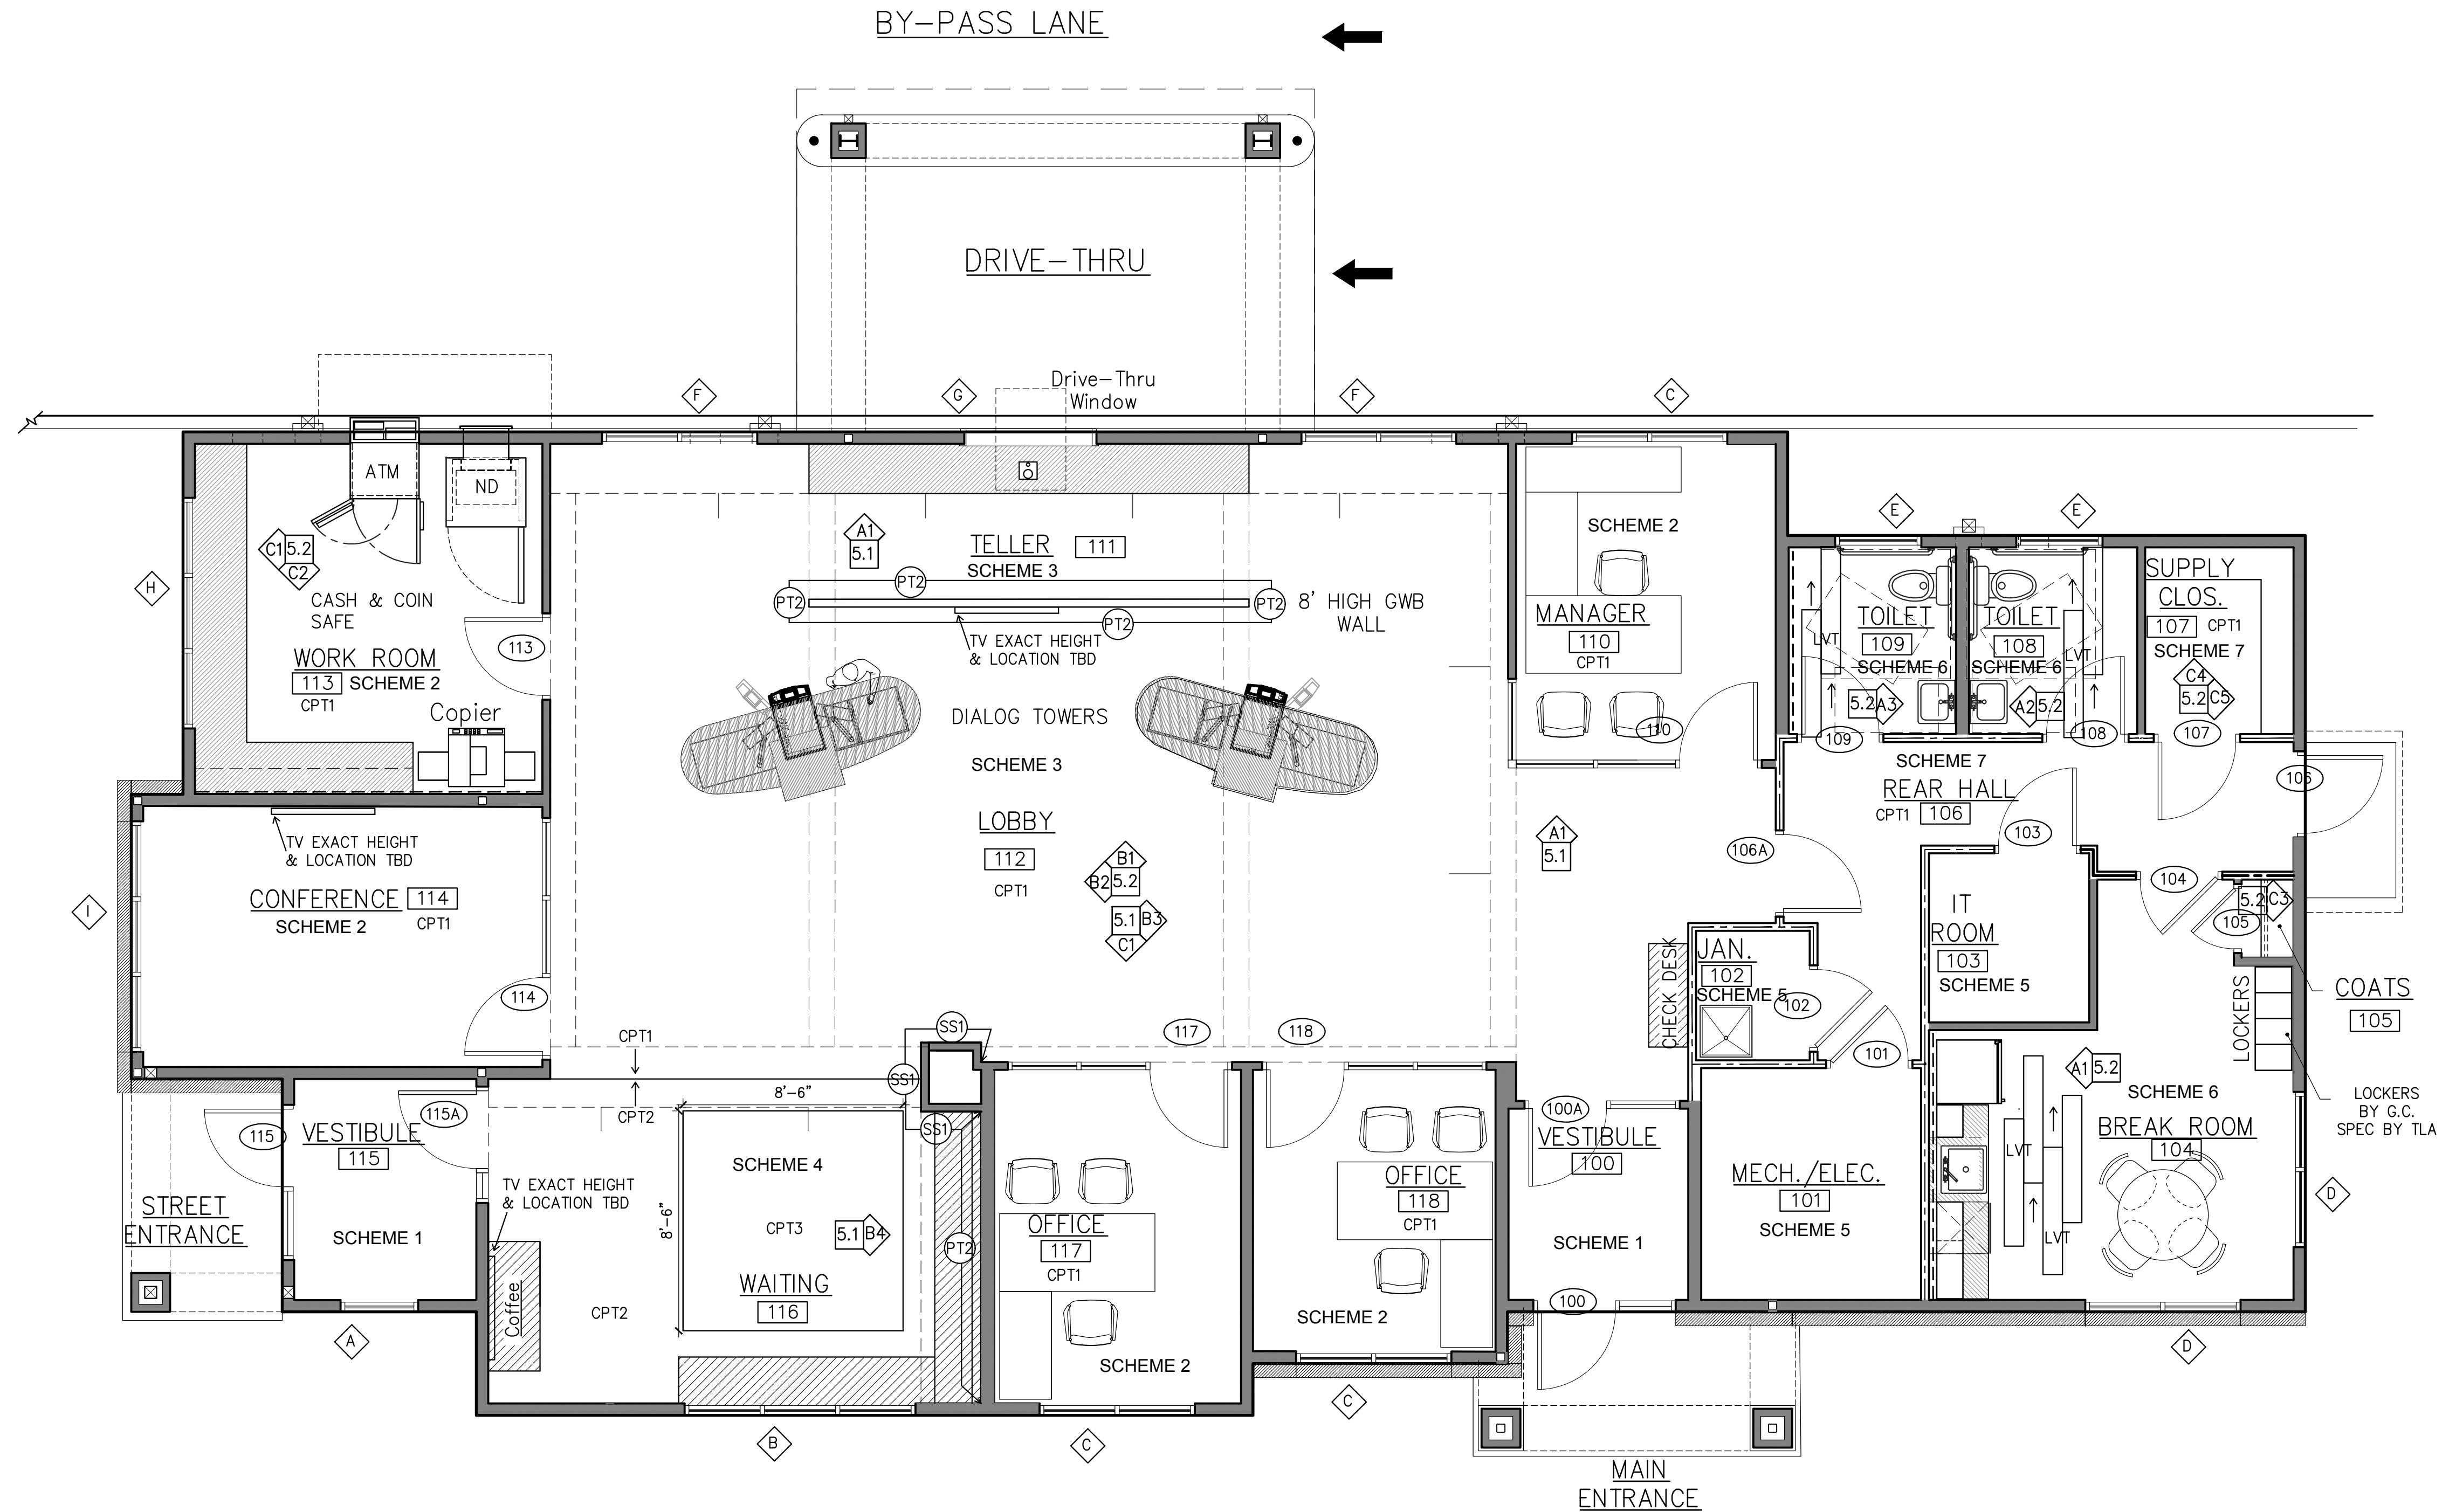 BY-PASS LANE
DRIVE-THRU
Drive-Thru
Window
F
G
F
C
ATM
ND
C1
5.2
C2
CASH & COIN
SAFE
WORK ROOM
113
SCHEME 2
CPT1
Copier
113
H
A1
5.1
TELLER
111
SCHEME 3
PT2
PT2
PT2
PT2
8' HIGH GWB
WALL
TV EXACT HEIGHT
& LOCATION TBD
DIALOG TOWERS
SCHEME 3
LOBBY
112
CPT1
B1
B2
5.2
5.1
B3
C1
A1
5.1
SCHEME 2
MANAGER
110
CPT1
110
E
E
TOILET
109
SCHEME 6
LVT
5.2
A3
109
TOILET
108
SCHEME 6
LVT
A2
5.2
108
SUPPLY
CLOS.
107
CPT1
SCHEME 7
C4
5.2
C5
107
SCHEME 7
REAR HALL
CPT1
106
106
106A
103
104
5.2
C3
105
IT
ROOM
103
SCHEME 5
JAN.
102
SCHEME 5
102
101
CHECK DESK
LOCKERS
COATS
105
LOCKERS
BY G.C.
SPEC BY TLA
TV EXACT HEIGHT
& LOCATION TBD
CONFERENCE
114
SCHEME 2
CPT1
114
I
CPT1
CPT2
SS1
SS1
SS1
8'-6"
8'-6"
117
118
115
115A
VESTIBULE
115
SCHEME 1
STREET
ENTRANCE
TV EXACT HEIGHT
& LOCATION TBD
SCHEME 4
CPT3
5.1
B4
PT2
WAITING
116
CPT2
Coffee
OFFICE
117
CPT1
SCHEME 2
OFFICE
118
CPT1
SCHEME 2
100A
VESTIBULE
100
SCHEME 1
100
MECH./ELEC.
101
SCHEME 5
A1
5.2
SCHEME 6
BREAK ROOM
104
LVT
LVT
D
D
A
B
C
C
MAIN
ENTRANCE